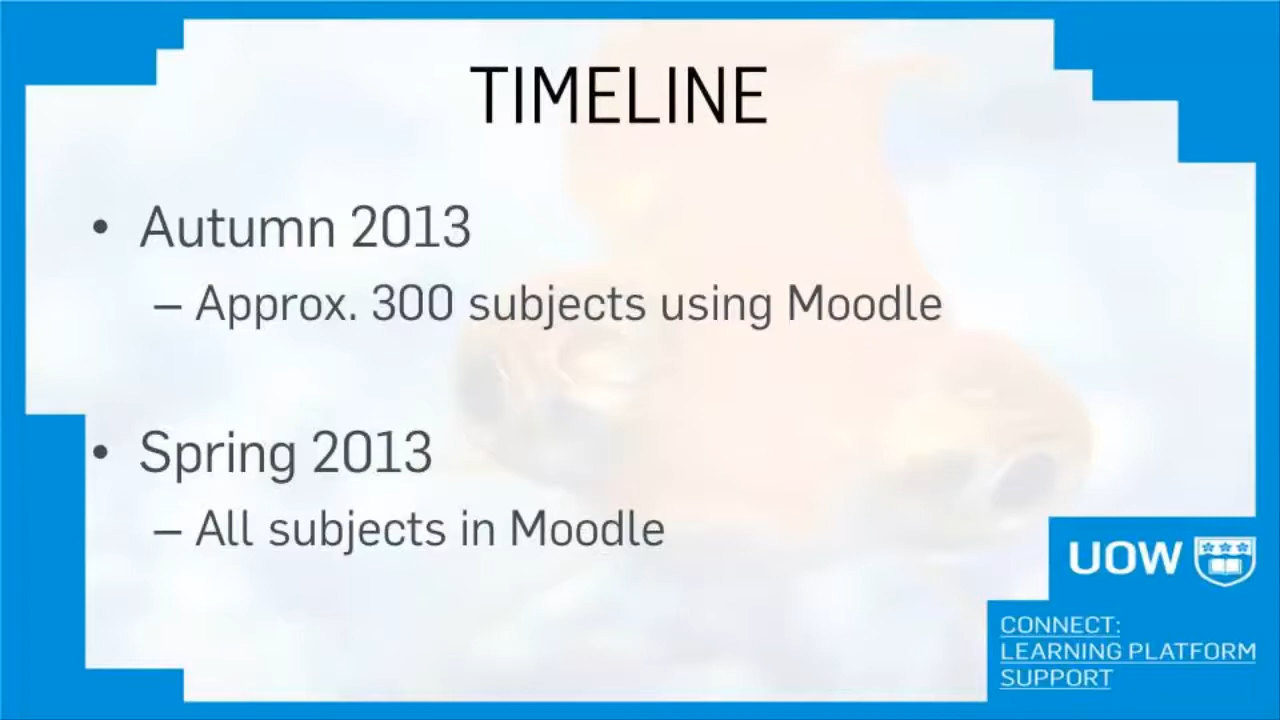 TIMELINE
• Autumn 2013
– Approx. 300 subjects using Moodle
• Spring 2013
– All subjects in Moodle
UOW
CONNECT:
LEARNING PLATFORM
SUPPORT